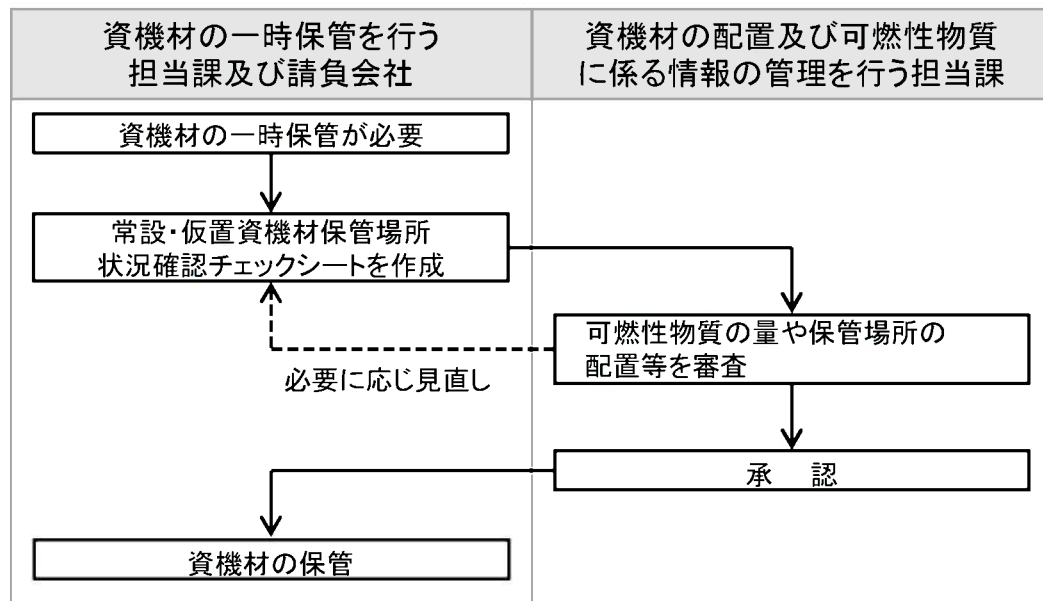 資機材の一時保管を行う
担当課及び請負会社
資機材の配置及び可燃性物質
に係る情報の管理を行う担当課
資機材の一時保管が必要
常設・仮置資機材保管場所
状況確認チェックシートを作成
可燃性物質の量や保管場所の
配置等を審査
必要に応じ見直し
承　認
資機材の保管